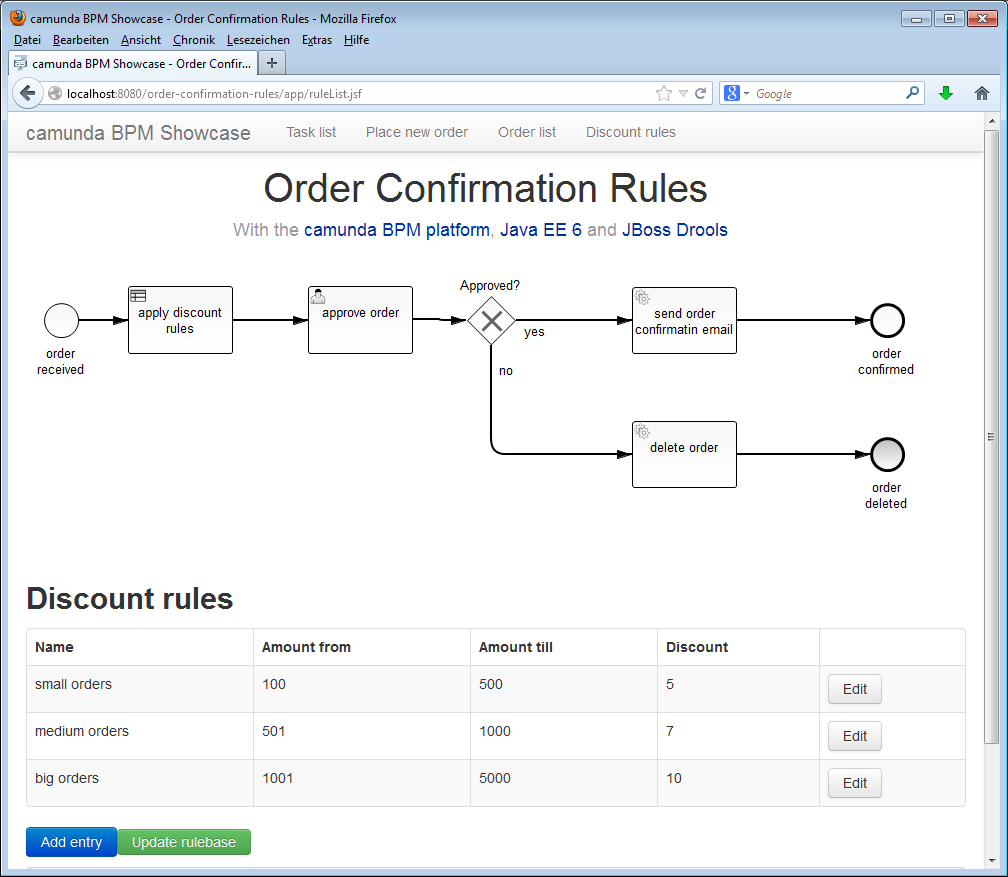 camunda BPM Showcase - Order Confirmation Rules - Mozilla Firefox
Datei Bearbeiten Ansicht Chronik Lesezeichen Extras Hilfe
camunda BPM Showcase - Order Confir... +
localhost:8080/order-confirmation-rules/app/ruleList.jsf
8 Google
camunda BPM Showcase Task list Place new order Order list Discount rules
Order Confirmation Rules
With the camunda BPM platform, Java EE 6 and JBoss Drools
order
received
apply discount
rules
approve order
Approved?
yes
no
send order
confirmatin email
order
confirmed
delete order
order
deleted
Discount rules
Name Amount from Amount till Discount
small orders 100 500 5 Edit
medium orders 501 1000 7 Edit
big orders 1001 5000 10 Edit
Add entry Update rulebase